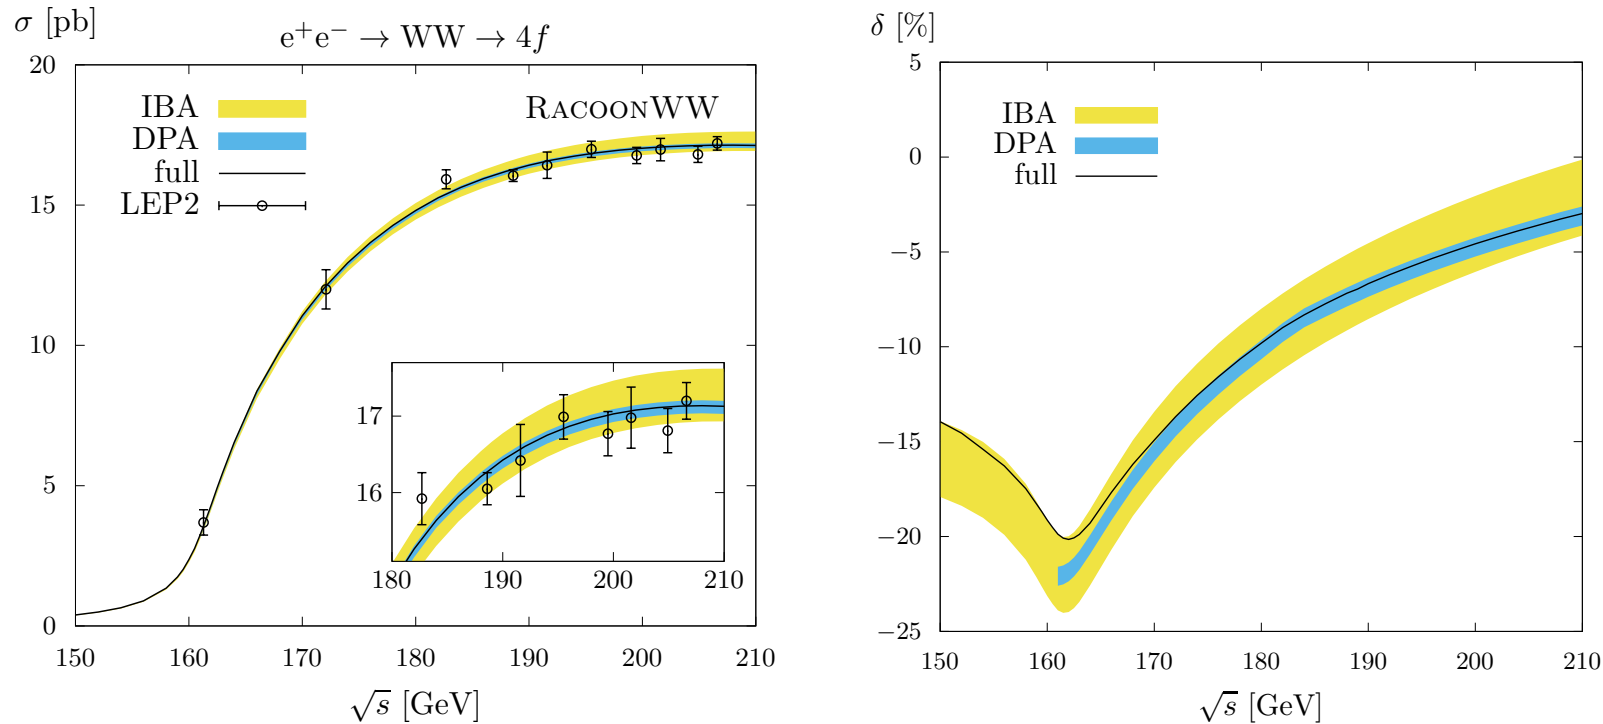 σ [pb]
e⁺e⁻ → WW → 4f
20
15
10
5
0
IBA
DPA
full
LEP2
RACOONWW
17
16
180 190 200 210
150 160 170 180 190 200 210
√s [GeV]
δ [%]
5
0
−5
−10
−15
−20
−25
IBA
DPA
full
150 160 170 180 190 200 210
√s [GeV]